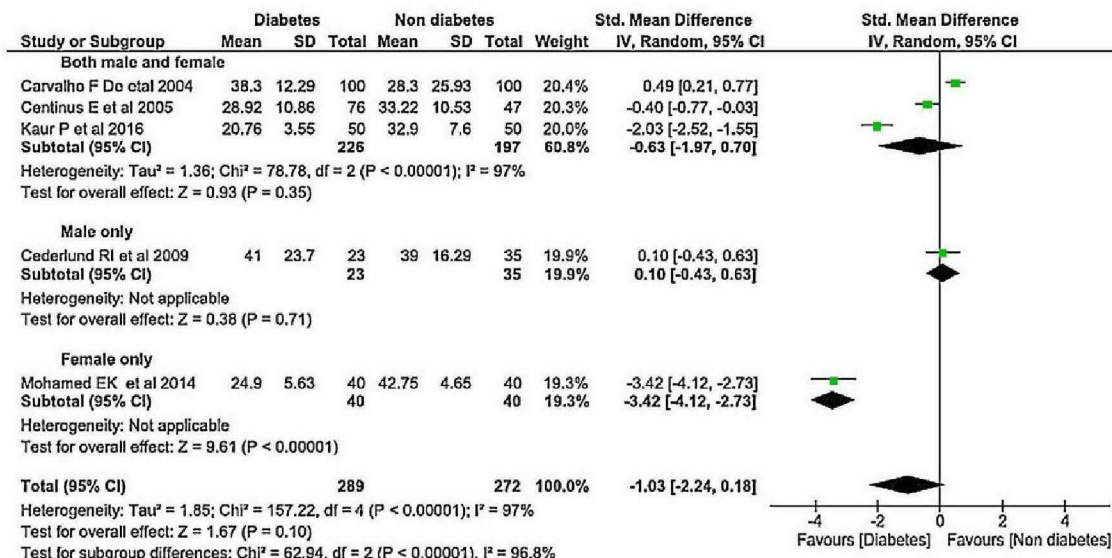 Diabetes Non diabetes Std. Mean Difference Std. Mean Difference
Study or Subgroup Mean SD Total Mean SD Total Weight IV, Random, 95% CI IV, Random, 95% CI
Both male and female
Carvalho F De etal 2004 38.3 12.29 100 28.3 25.93 100 20.4% 0.49 [0.21, 0.77]
Centinus E et al 2005 28.92 10.86 76 33.22 10.53 47 20.3% -0.40 [-0.77, -0.03]
Kaur P et al 2016 20.76 3.55 50 32.9 7.6 50 20.0% -2.03 [-2.52, -1.55]
Subtotal (95% CI) 226 197 60.8% -0.63 [-1.97, 0.70]
Heterogeneity: Tau² = 1.36; Chi² = 78.78, df = 2 (P < 0.00001); I² = 97%
Test for overall effect: Z = 0.93 (P = 0.35)
Male only
Cederlund RI et al 2009 41 23.7 23 39 16.29 35 19.9% 0.10 [-0.43, 0.63]
Subtotal (95% CI) 23 35 19.9% 0.10 [-0.43, 0.63]
Heterogeneity: Not applicable
Test for overall effect: Z = 0.38 (P = 0.71)
Female only
Mohamed EK et al 2014 24.9 5.63 40 42.75 4.65 40 19.3% -3.42 [-4.12, -2.73]
Subtotal (95% CI) 40 40 19.3% -3.42 [-4.12, -2.73]
Heterogeneity: Not applicable
Test for overall effect: Z = 9.61 (P < 0.00001)
Total (95% CI) 289 272 100.0% -1.03 [-2.24, 0.18]
Heterogeneity: Tau² = 1.85; Chi² = 157.22, df = 4 (P < 0.00001); I² = 97%
Test for overall effect: Z = 1.67 (P = 0.10)
Test for subgroup differences: Chi² = 62.94, df = 2 (P < 0.00001), I² = 96.8%
-4 -2 0 2 4
Favours [Diabetes] Favours [Non diabetes]